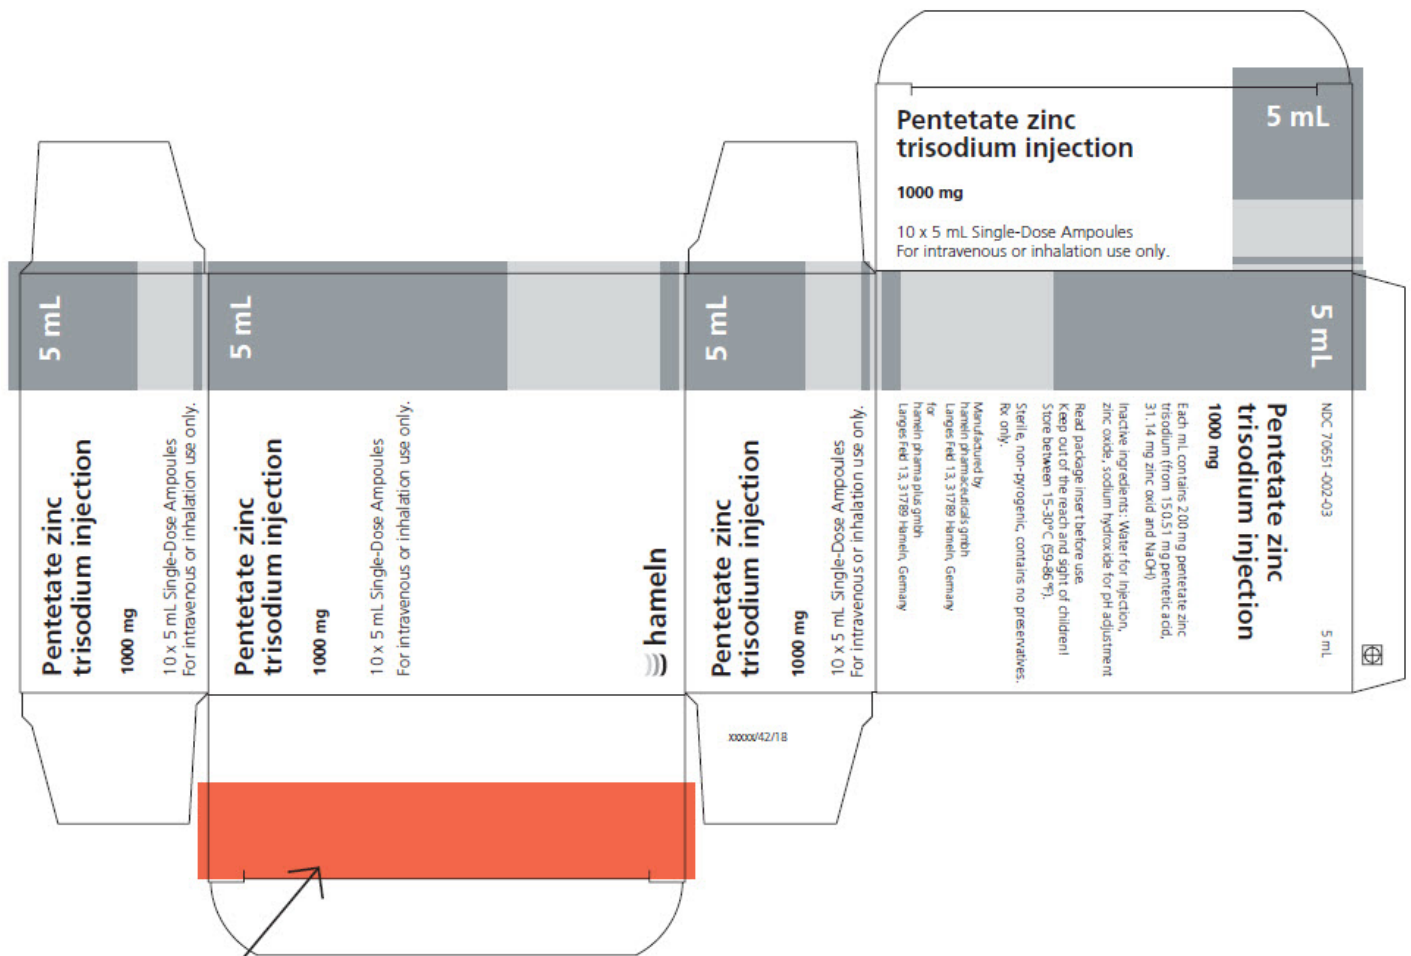 Pentetate zinc
trisodium injection
1000 mg
10 x 5 mL Single-Dose Ampoules
For intravenous or inhalation use only.
5 mL
5 mL
Pentetate zinc
trisodium injection
1000 mg
10 x 5 mL Single-Dose Ampoules
For intravenous or inhalation use only.
5 mL
Pentetate zinc
trisodium injection
1000 mg
10 x 5 mL Single-Dose Ampoules
For intravenous or inhalation use only.
hameln
5 mL
Pentetate zinc
trisodium injection
1000 mg
10 x 5 mL Single-Dose Ampoules
For intravenous or inhalation use only.
5 mL
NDC 70651-002-03
5 mL
Pentetate zinc
trisodium injection
1000 mg
Each mL contains 200 mg pentetate zinc
trisodium (from 150.51 mg pentetic acid,
31.14 mg zinc oxid and NaOH)
Inactive ingredients: Water for Injection,
zinc oxide, sodium hydroxide for pH adjustment
Read package insert before use.
Keep out of the reach and sight of children!
Store between 15-30°C (59-86°F).
Sterile, non-pyrogenic, contains no preservatives.
Rx only.
Manufactured by
hameln pharmaceuticals gmbh
Langes Feld 13, 31789 Hameln, Germany
for
hameln pharma plus gmbh
Langes Feld 13, 31789 Hameln, Germany
xxxxx/42/18